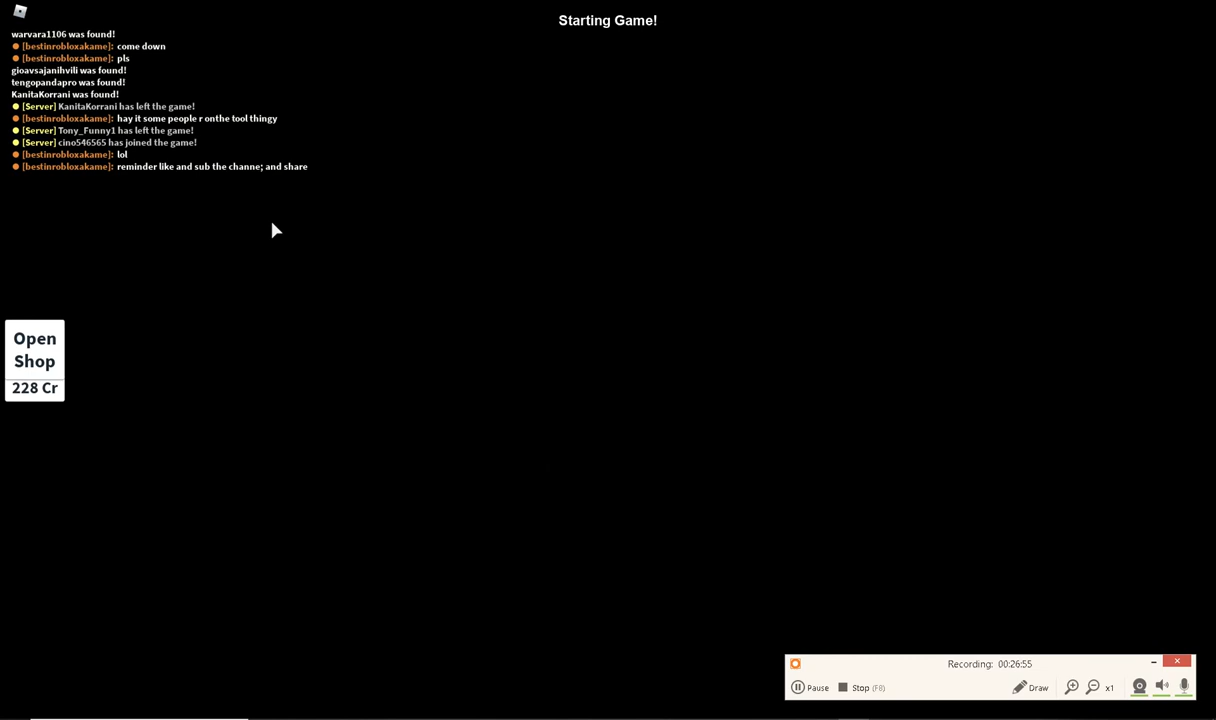 Starting Game!
warvara1106 was found!
[bestinrobloxakame]: come down
[bestinrobloxakame]: pls
gioavsajanihvili was found!
tengopandapro was found!
KanitaKorrani was found!
[Server] KanitaKorrani has left the game!
[bestinrobloxakame]: hay it some people r onthe tool thingy
[Server] Tony_Funny1 has left the game!
[Server] cino546565 has joined the game!
[bestinrobloxakame]: lol
[bestinrobloxakame]: reminder like and sub the channe; and share
Open
Shop
228 Cr
Recording: 00:26:55
Pause Stop (F8) Draw x1